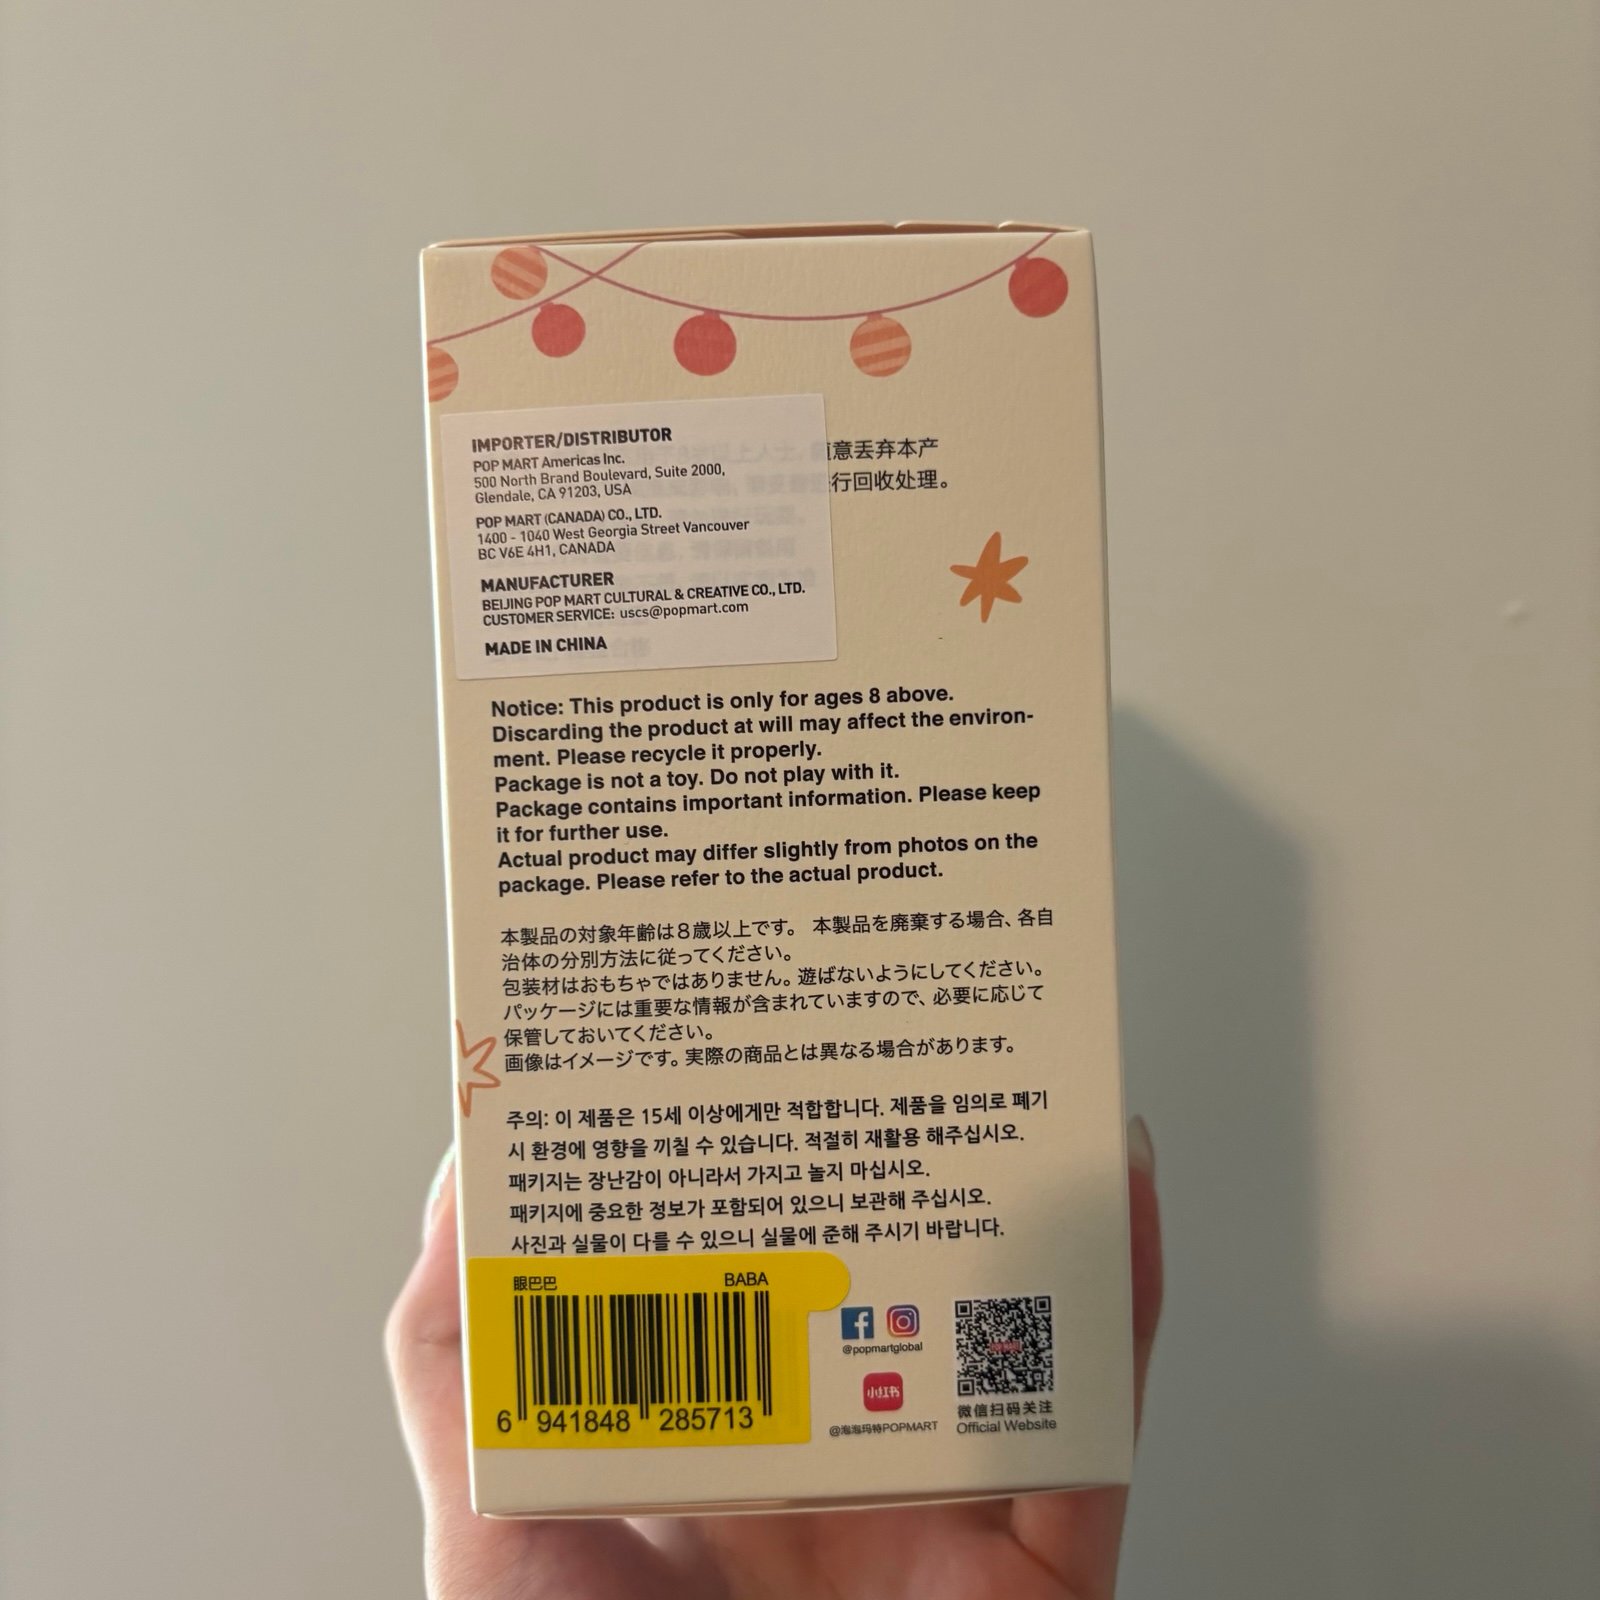 IMPORTER/DISTRIBUTOR
POP MART Americas Inc.
500 North Brand Boulevard, Suite 2000,
Glendale, CA 91203, USA
POP MART (CANADA) CO., LTD.
1400 - 1040 West Georgia Street Vancouver
BC V6E 4H1, CANADA
MANUFACTURER
BEIJING POP MART CULTURAL & CREATIVE CO., LTD.
CUSTOMER SERVICE: uscs@popmart.com
MADE IN CHINA
意丢弃本产
行回收处理。
Notice: This product is only for ages 8 above.
Discarding the product at will may affect the environ-
ment. Please recycle it properly.
Package is not a toy. Do not play with it.
Package contains important information. Please keep
it for further use.
Actual product may differ slightly from photos on the
package. Please refer to the actual product.
本製品の対象年齢は8歳以上です。 本製品を廃棄する場合、各自
治体の分別方法に従ってください。
包装材はおもちゃではありません。遊ばないようにしてください。
パッケージには重要な情報が含まれていますので、必要に応じて
保管しておいてください。
画像はイメージです。実際の商品とは異なる場合があります。
주의: 이 제품은 15세 이상에게만 적합합니다. 제품을 임의로 폐기
시 환경에 영향을 끼칠 수 있습니다. 적절히 재활용 해주십시오.
패키지는 장난감이 아니라서 가지고 놀지 마십시오.
패키지에 중요한 정보가 포함되어 있으니 보관해 주십시오.
사진과 실물이 다를 수 있으니 실물에 준해 주시기 바랍니다.
眼巴巴 BABA
6 941848 285713
@popmartglobal
小红书
@泡泡玛特POPMART
微信扫码关注
Official Website